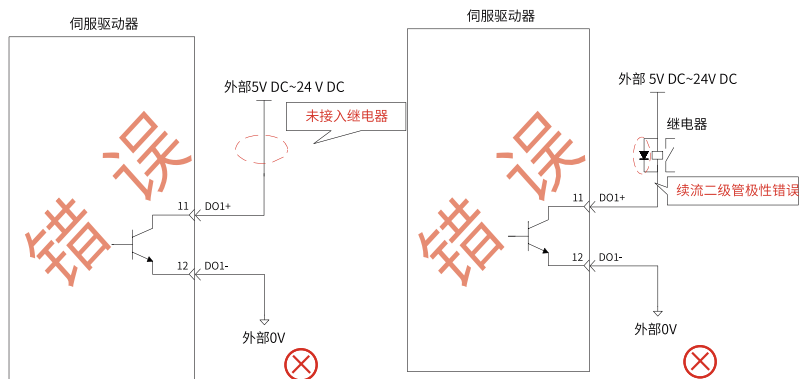 伺服驱动器
外部5V DC~24 V DC
未接入继电器
错误
11
DO1+
12
DO1-
外部0V
伺服驱动器
外部 5V DC~24V DC
继电器
续流二级管极性错误
错误
11
DO1+
12
DO1-
外部0V